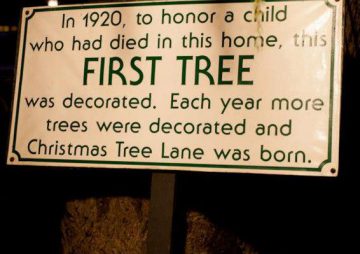 In 1920, to honor a child
who had died in this home, this
FIRST TREE
was decorated. Each year more
trees were decorated and
Christmas Tree Lane was born.